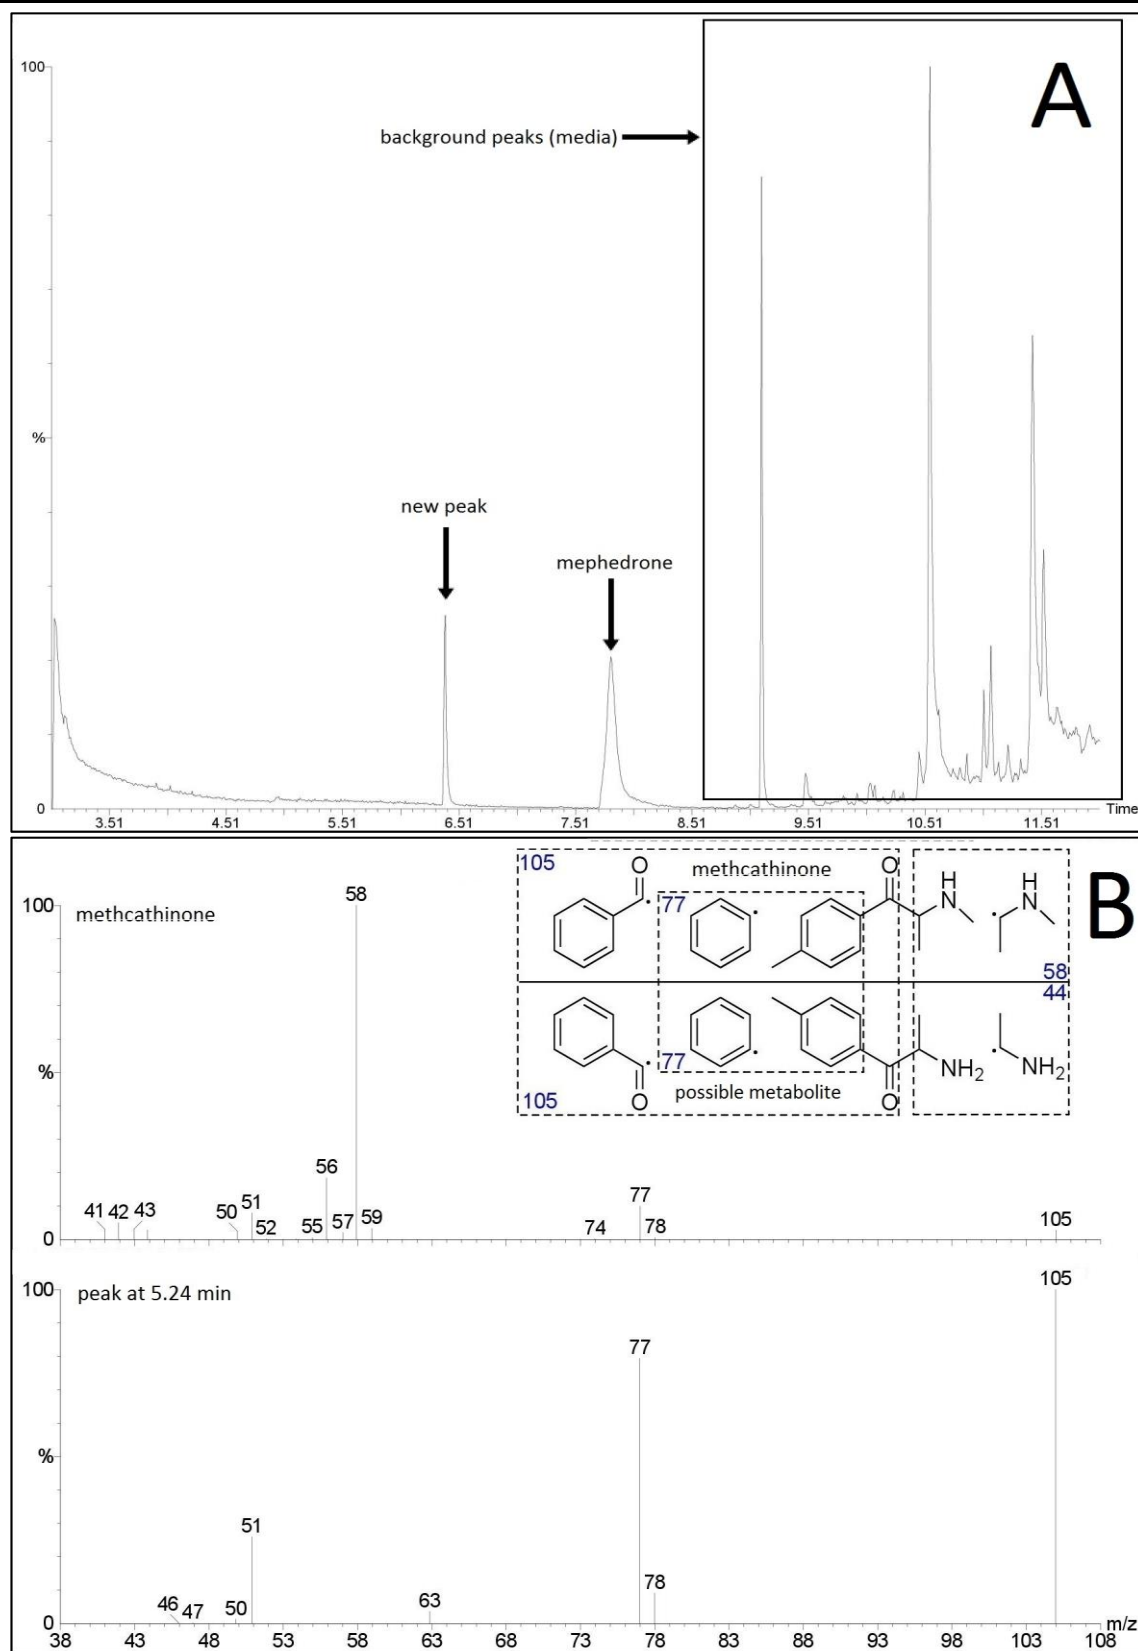 A
100
background peaks (media)
%
new peak
mephedrone
0
3.51 4.51 5.51 6.51 7.51 8.51 9.51 10.51 11.51 Time
B
105 O methcathinone O H H
77 N N
58
44
77 NH2 NH2
105 O possible metabolite O
methcathinone
100
58
%
56
41 42 43 50 51 52 55 57 59 74 77 78 105
0
peak at 5.24 min
100
105
77
%
51
46 47 50 63 78
0
38 43 48 53 58 63 68 73 78 83 88 93 98 103 108 m/z